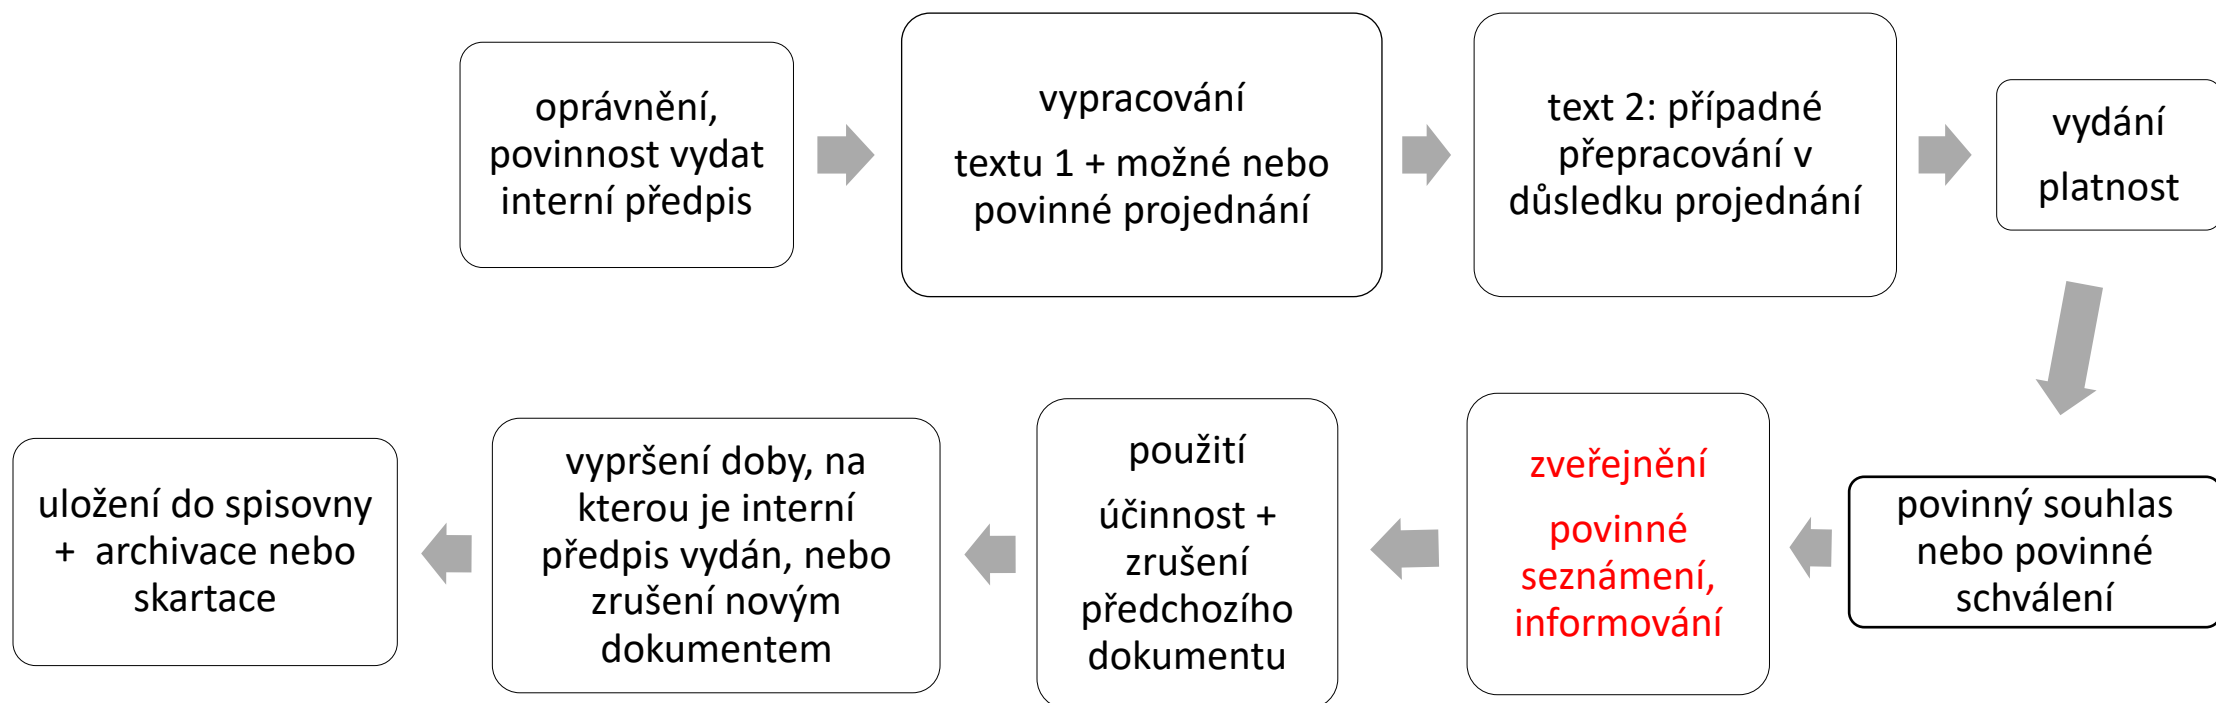 oprávnění,
povinnost vydat
interní předpis
vypracování
textu 1 + možné nebo
povinné projednání
text 2: případné
přepracování v
důsledku projednání
vydání
platnost
povinný souhlas
nebo povinné
schválení
zveřejnění
povinné
seznámení,
informování
použití
účinnost +
zrušení
předchozího
dokumentu
vypršení doby, na
kterou je interní
předpis vydán, nebo
zrušení novým
dokumentem
uložení do spisovny
+ archivace nebo
skartace